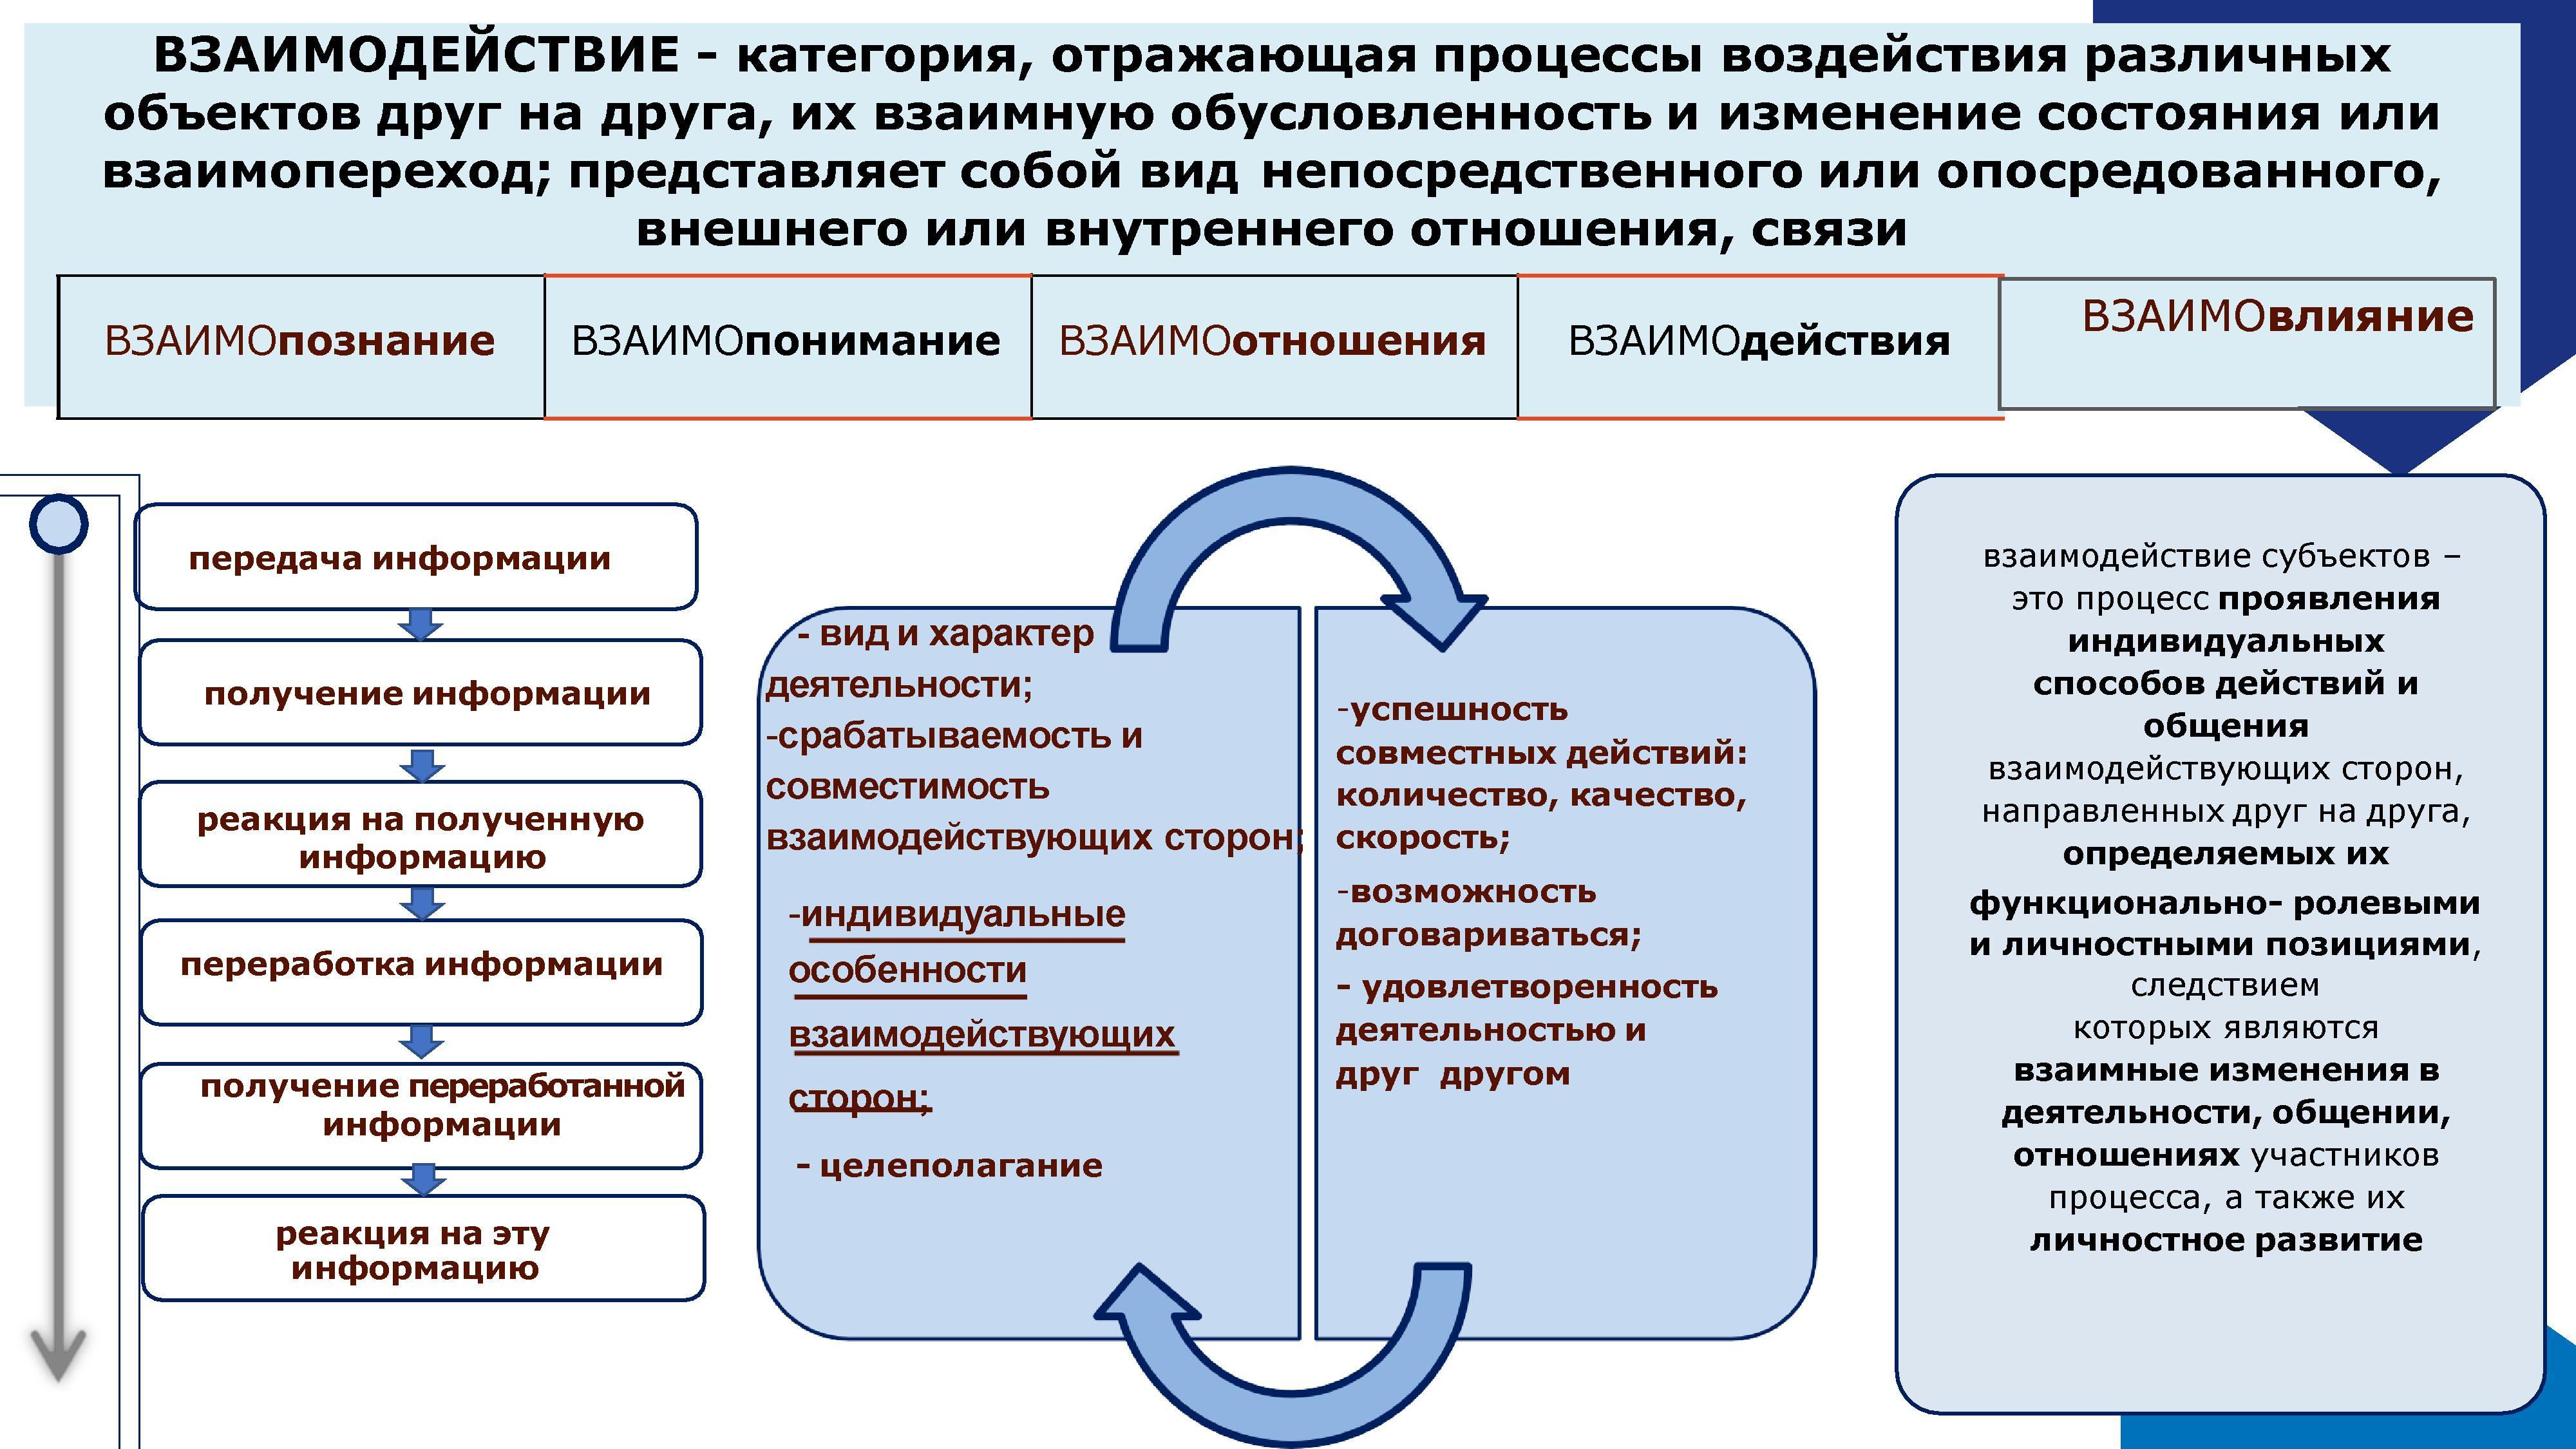 ВЗАИМОДЕЙСТВИЕ - категория, отражающая процессы воздействия различных
объектов друг на друга, их взаимную обусловленность и изменение состояния или
взаимопереход; представляет собой вид непосредственного или опосредованного,
внешнего или внутреннего отношения, связи
ВЗАИМОпознание
ВЗАИМОпонимание
ВЗАИМОотношения
ВЗАИМОдействия
ВЗАИМОвлияние
передача информации
получение информации
реакция на полученную
информацию
переработка информации
получение переработанной
информации
реакция на эту
информацию
- вид и характер
деятельности;
-срабатываемость и
совместимость
взаимодействующих сторон;
-индивидуальные
особенности
взаимодействующих
сторон;
- целеполагание
-успешность
совместных действий:
количество, качество,
скорость;
-возможность
договариваться;
- удовлетворенность
деятельностью и
друг другом
взаимодействие субъектов –
это процесс проявления
индивидуальных
способов действий и
общения
взаимодействующих сторон,
направленных друг на друга,
определяемых их
функционально- ролевыми
и личностными позициями,
следствием
которых являются
взаимные изменения в
деятельности, общении,
отношениях участников
процесса, а также их
личностное развитие